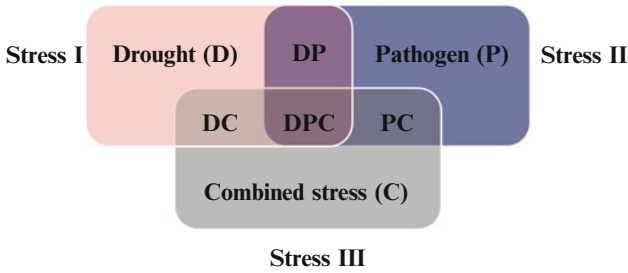 Stress I Drought (D) DP Pathogen (P) Stress II
DC DPC PC
Combined stress (C)
Stress III